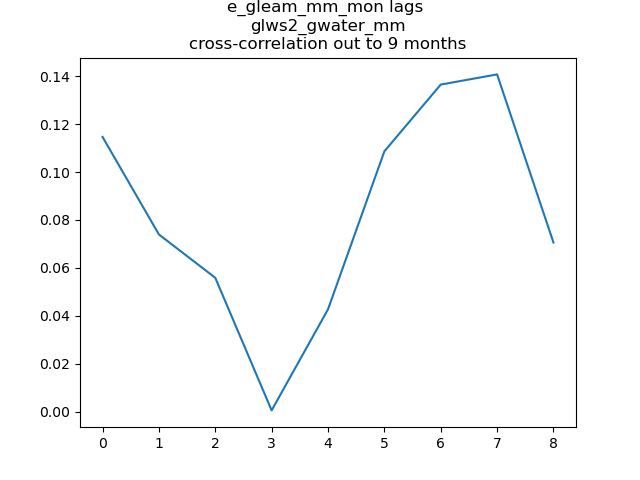 e_gleam_mm_mon lags
glws2_gwater_mm
cross-correlation out to 9 months
0.14
0.12
0.10
0.08
0.06
0.04
0.02
0.00
0 1 2 3 4 5 6 7 8